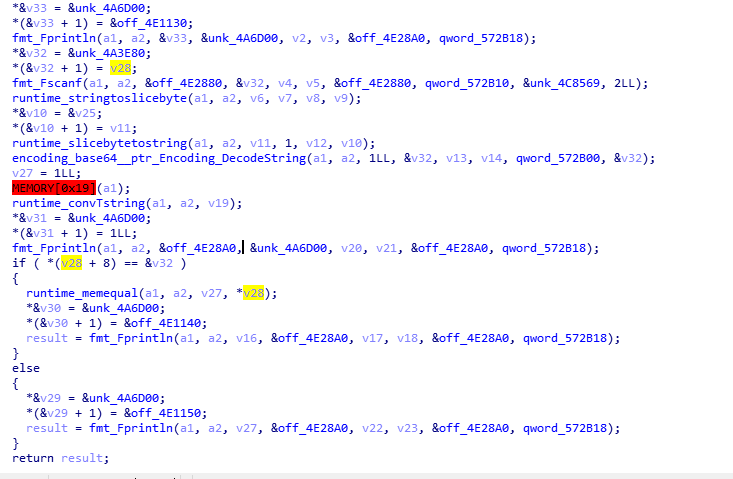 *&v33 = &unk_4A6D00;
*(&v33 + 1) = &off_4E1130;
fmt_Fprintln(a1, a2, &v33, &unk_4A6D00, v2, v3, &off_4E28A0, qword_572B18);
*&v32 = &unk_4A3E80;
*(&v32 + 1) = v28;
fmt_Fscanf(a1, a2, &off_4E2880, &v32, v4, v5, &off_4E2880, qword_572B10, &unk_4C8569, 2LL);
runtime_stringtoslicebyte(a1, a2, v6, v7, v8, v9);
*&v10 = &v25;
*(&v10 + 1) = v11;
runtime_slicebytetostring(a1, a2, v11, 1, v12, v10);
encoding_base64__ptr_Encoding_DecodeString(a1, a2, 1LL, &v32, v13, v14, qword_572B00, &v32);
v27 = 1LL;
MEMORY[0x19](a1);
runtime_convTstring(a1, a2, v19);
*&v31 = &unk_4A6D00;
*(&v31 + 1) = 1LL;
fmt_Fprintln(a1, a2, &off_4E28A0, &unk_4A6D00, v20, v21, &off_4E28A0, qword_572B18);
if ( *(v28 + 8) == &v32 )
{
runtime_memequal(a1, a2, v27, *v28);
*&v30 = &unk_4A6D00;
*(&v30 + 1) = &off_4E1140;
result = fmt_Fprintln(a1, a2, v16, &off_4E28A0, v17, v18, &off_4E28A0, qword_572B18);
}
else
{
*&v29 = &unk_4A6D00;
*(&v29 + 1) = &off_4E1150;
result = fmt_Fprintln(a1, a2, v27, &off_4E28A0, v22, v23, &off_4E28A0, qword_572B18);
}
return result;